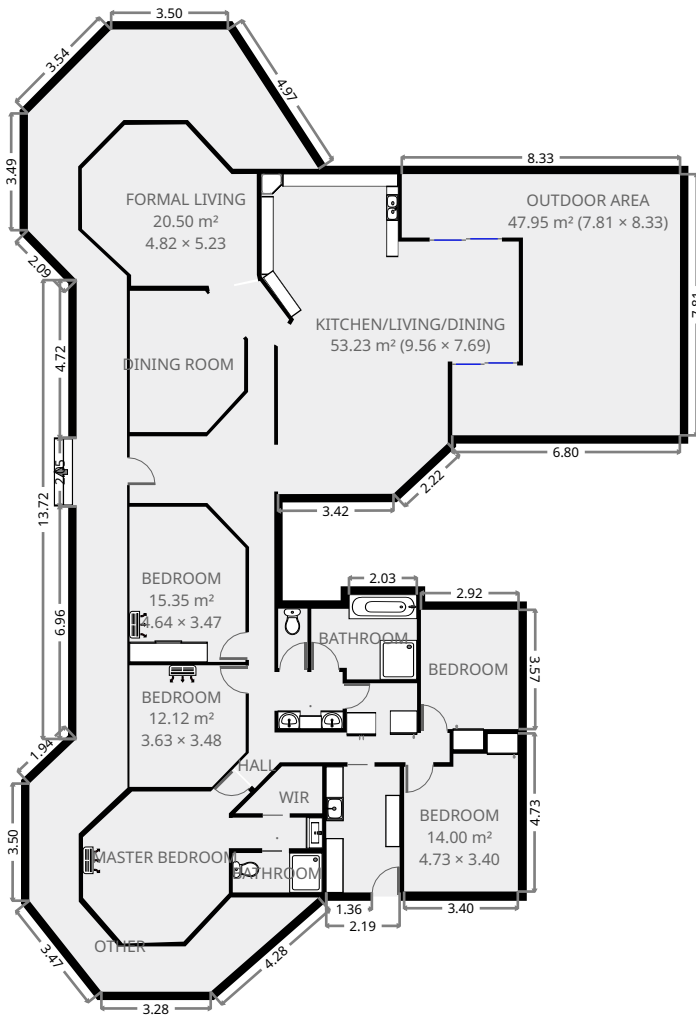 3.50
3.54
4.97
3.49
8.33
FORMAL LIVING
20.50 m²
4.82 × 5.23
OUTDOOR AREA
47.95 m² (7.81 × 8.33)
2.09
7.81
KITCHEN/LIVING/DINING
53.23 m² (9.56 × 7.69)
4.72
DINING ROOM
6.80
2.05
2.22
13.72
3.42
BEDROOM
15.35 m²
4.64 × 3.47
2.03
2.92
6.96
BATHROOM
3.57
BEDROOM
BEDROOM
12.12 m²
3.63 × 3.48
1.94
HALL
WIR
4.73
3.50
BEDROOM
14.00 m²
4.73 × 3.40
MASTER BEDROOM
BATHROOM
1.36
3.40
2.19
3.47
OTHER
4.28
3.28